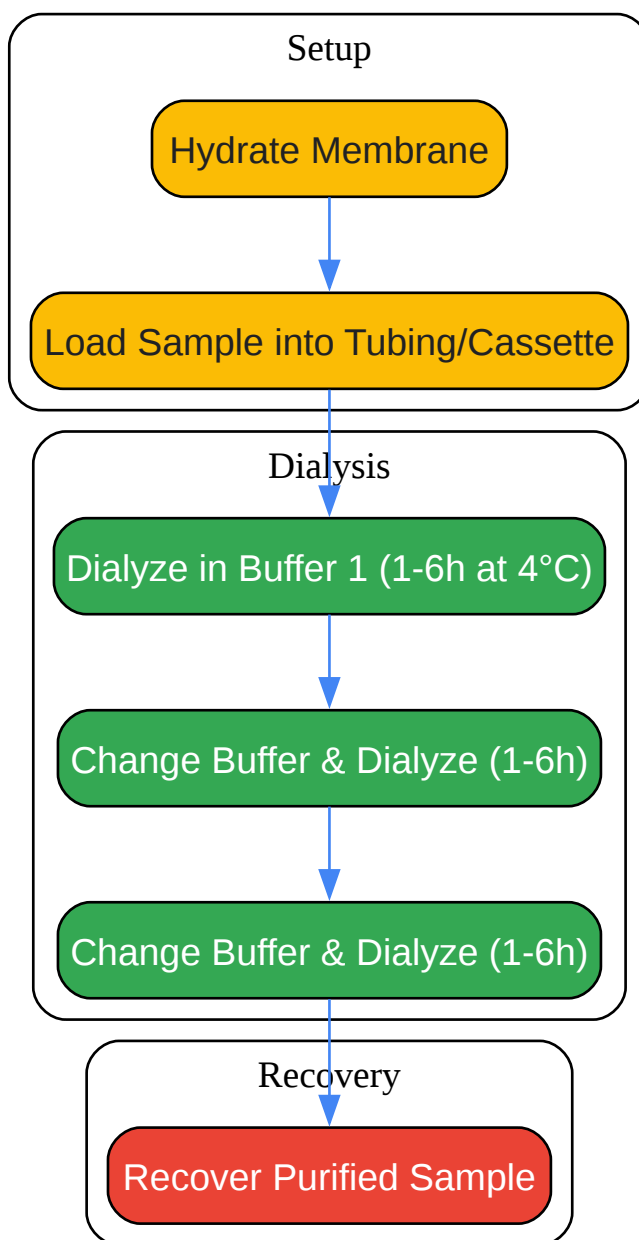 Setup
Hydrate Membrane
Load Sample into Tubing/Cassette
Dialysis
Dialyze in Buffer 1 (1-6h at 4°C)
Change Buffer & Dialyze (1-6h)
Change Buffer & Dialyze (1-6h)
Recovery
Recover Purified Sample